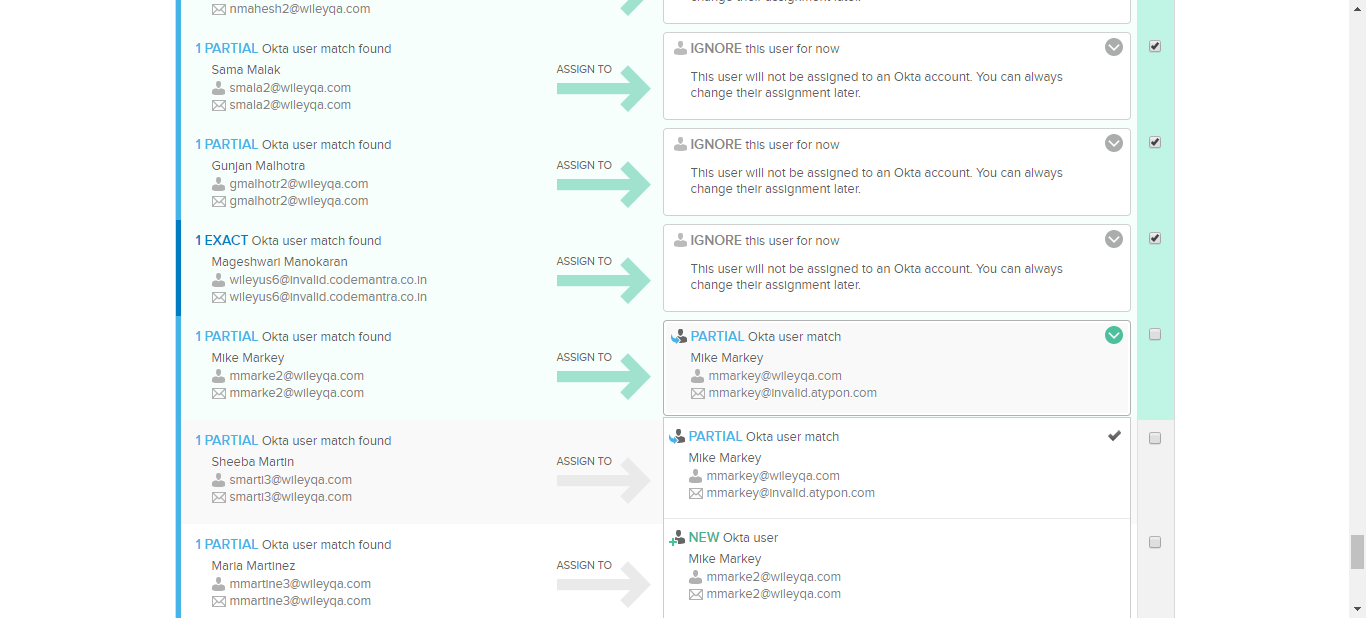 nmahesh2@wileyqa.com
change their assignment later.
1 PARTIAL Okta user match found
Sama Malak
smala2@wileyqa.com
smala2@wileyqa.com
ASSIGN TO
IGNORE this user for now
This user will not be assigned to an Okta account. You can always
change their assignment later.
1 PARTIAL Okta user match found
Gunjan Malhotra
gmalhotr2@wileyqa.com
gmalhotr2@wileyqa.com
ASSIGN TO
IGNORE this user for now
This user will not be assigned to an Okta account. You can always
change their assignment later.
1 EXACT Okta user match found
Mageshwari Manokaran
wileyus6@invalid.codemantra.co.in
wileyus6@invalid.codemantra.co.in
ASSIGN TO
IGNORE this user for now
This user will not be assigned to an Okta account. You can always
change their assignment later.
1 PARTIAL Okta user match found
Mike Markey
mmarke2@wileyqa.com
mmarke2@wileyqa.com
ASSIGN TO
PARTIAL Okta user match
Mike Markey
mmarkey@wileyqa.com
mmarkey@invalid.atypon.com
1 PARTIAL Okta user match found
Sheeba Martin
smarti3@wileyqa.com
smarti3@wileyqa.com
ASSIGN TO
PARTIAL Okta user match
Mike Markey
mmarkey@wileyqa.com
mmarkey@invalid.atypon.com
1 PARTIAL Okta user match found
Maria Martinez
mmartine3@wileyqa.com
mmartine3@wileyqa.com
ASSIGN TO
NEW Okta user
Mike Markey
mmarke2@wileyqa.com
mmarke2@wileyqa.com